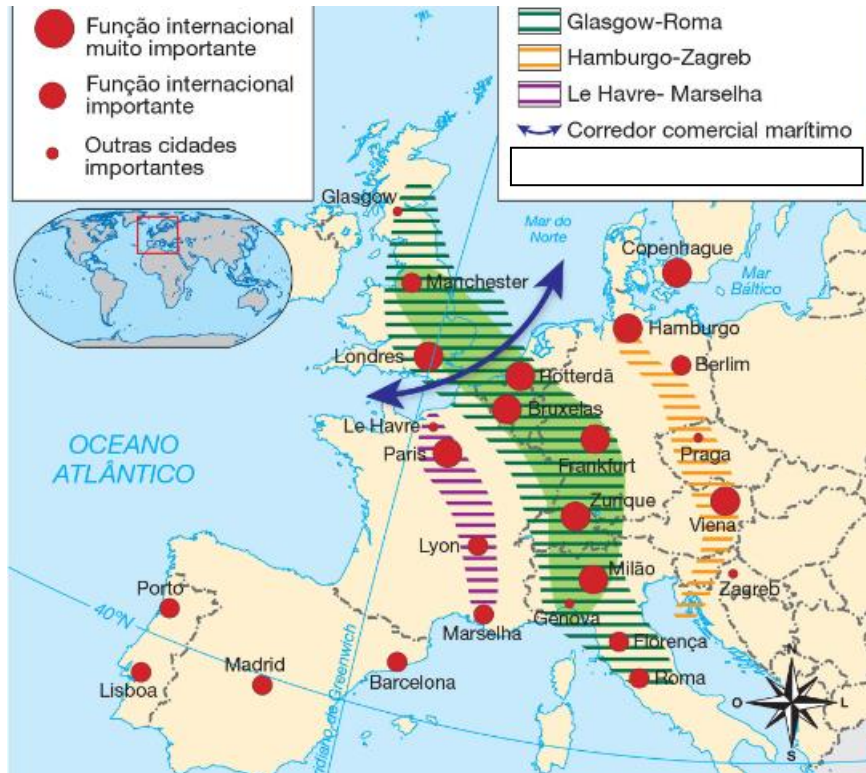 Função internacional
muito importante
Função internacional
importante
Outras cidades
importantes
Glasgow-Roma
Hamburgo-Zagreb
Le Havre- Marselha
Corredor comercial marítimo
Glasgow
Mar do
Norte
Copenhague
Mar
Báltico
Manchester
Hamburgo
Londres
Berlim
Roterdã
Bruxelas
Le Havre
Paris
OCEANO
ATLÂNTICO
Frankfurt
Praga
Zurique
Viena
Lyon
Milão
Zagreb
Porto
40ºN
Gênova
Marselha
Florença
Lisboa
Madrid
Barcelona
Roma
idiano de Greenwich
N
O
L
S